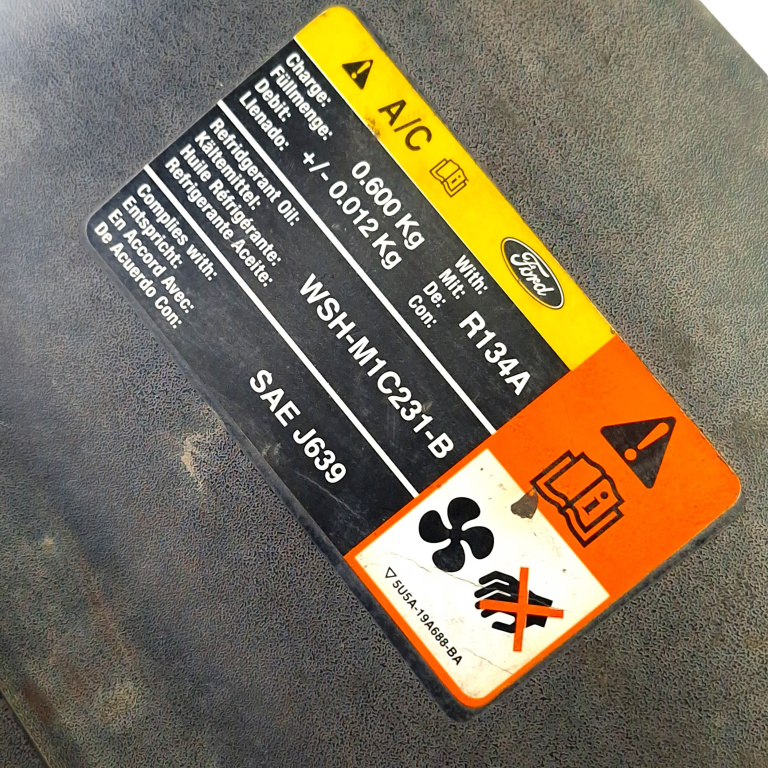 A/C
Ford
Charge:
Füllmenge:
Debit:
Llenado:
0.600 Kg
+/- 0.012 Kg
With:
Mit:
De:
Con:
R134A
Refridgerant Oil:
Kältemittel:
Huile Réfrigérante:
Refrigerante Aceite:
WSH-M1C231-B
Complies with:
Entspricht:
En Accord Avec:
De Acuerdo Con:
SAE J639
5U5A-19A688-BA